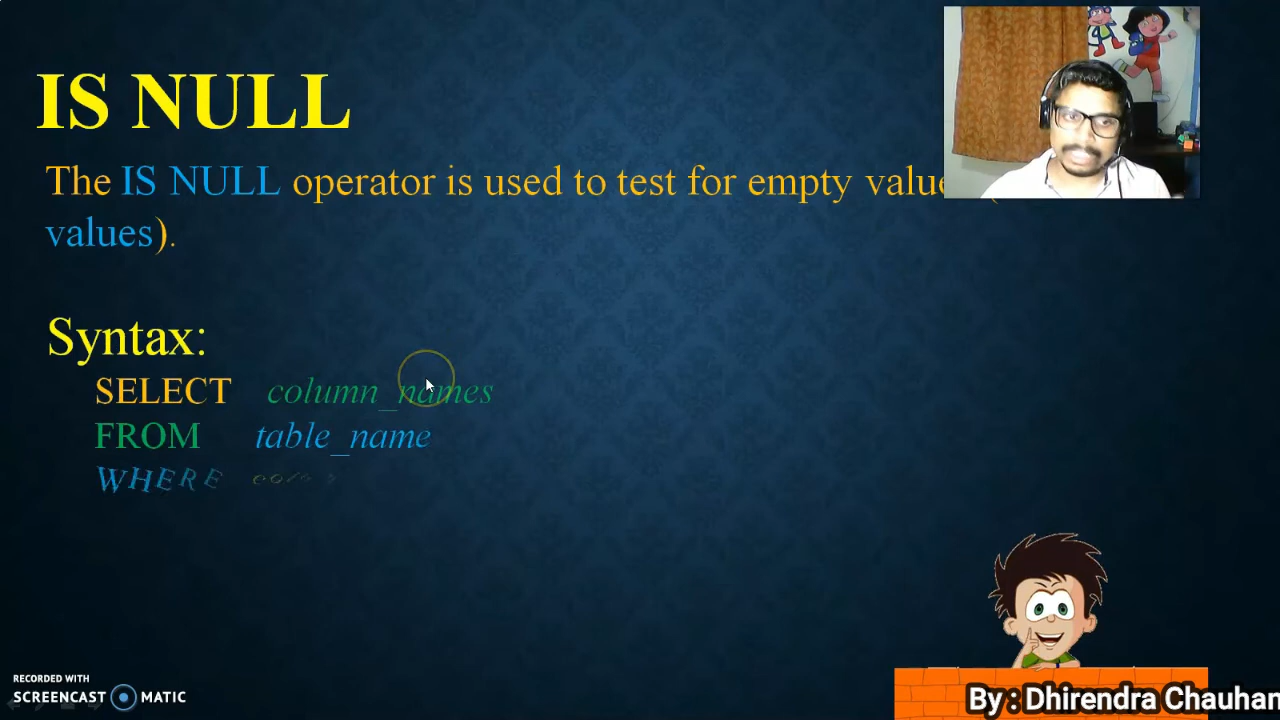 IS NULL
The IS NULL operator is used to test for empty value
values).
Syntax:
SELECT column_names
FROM table_name
WHERE
RECORDED WITH
SCREENCAST MATIC
By : Dhirendra Chauhan